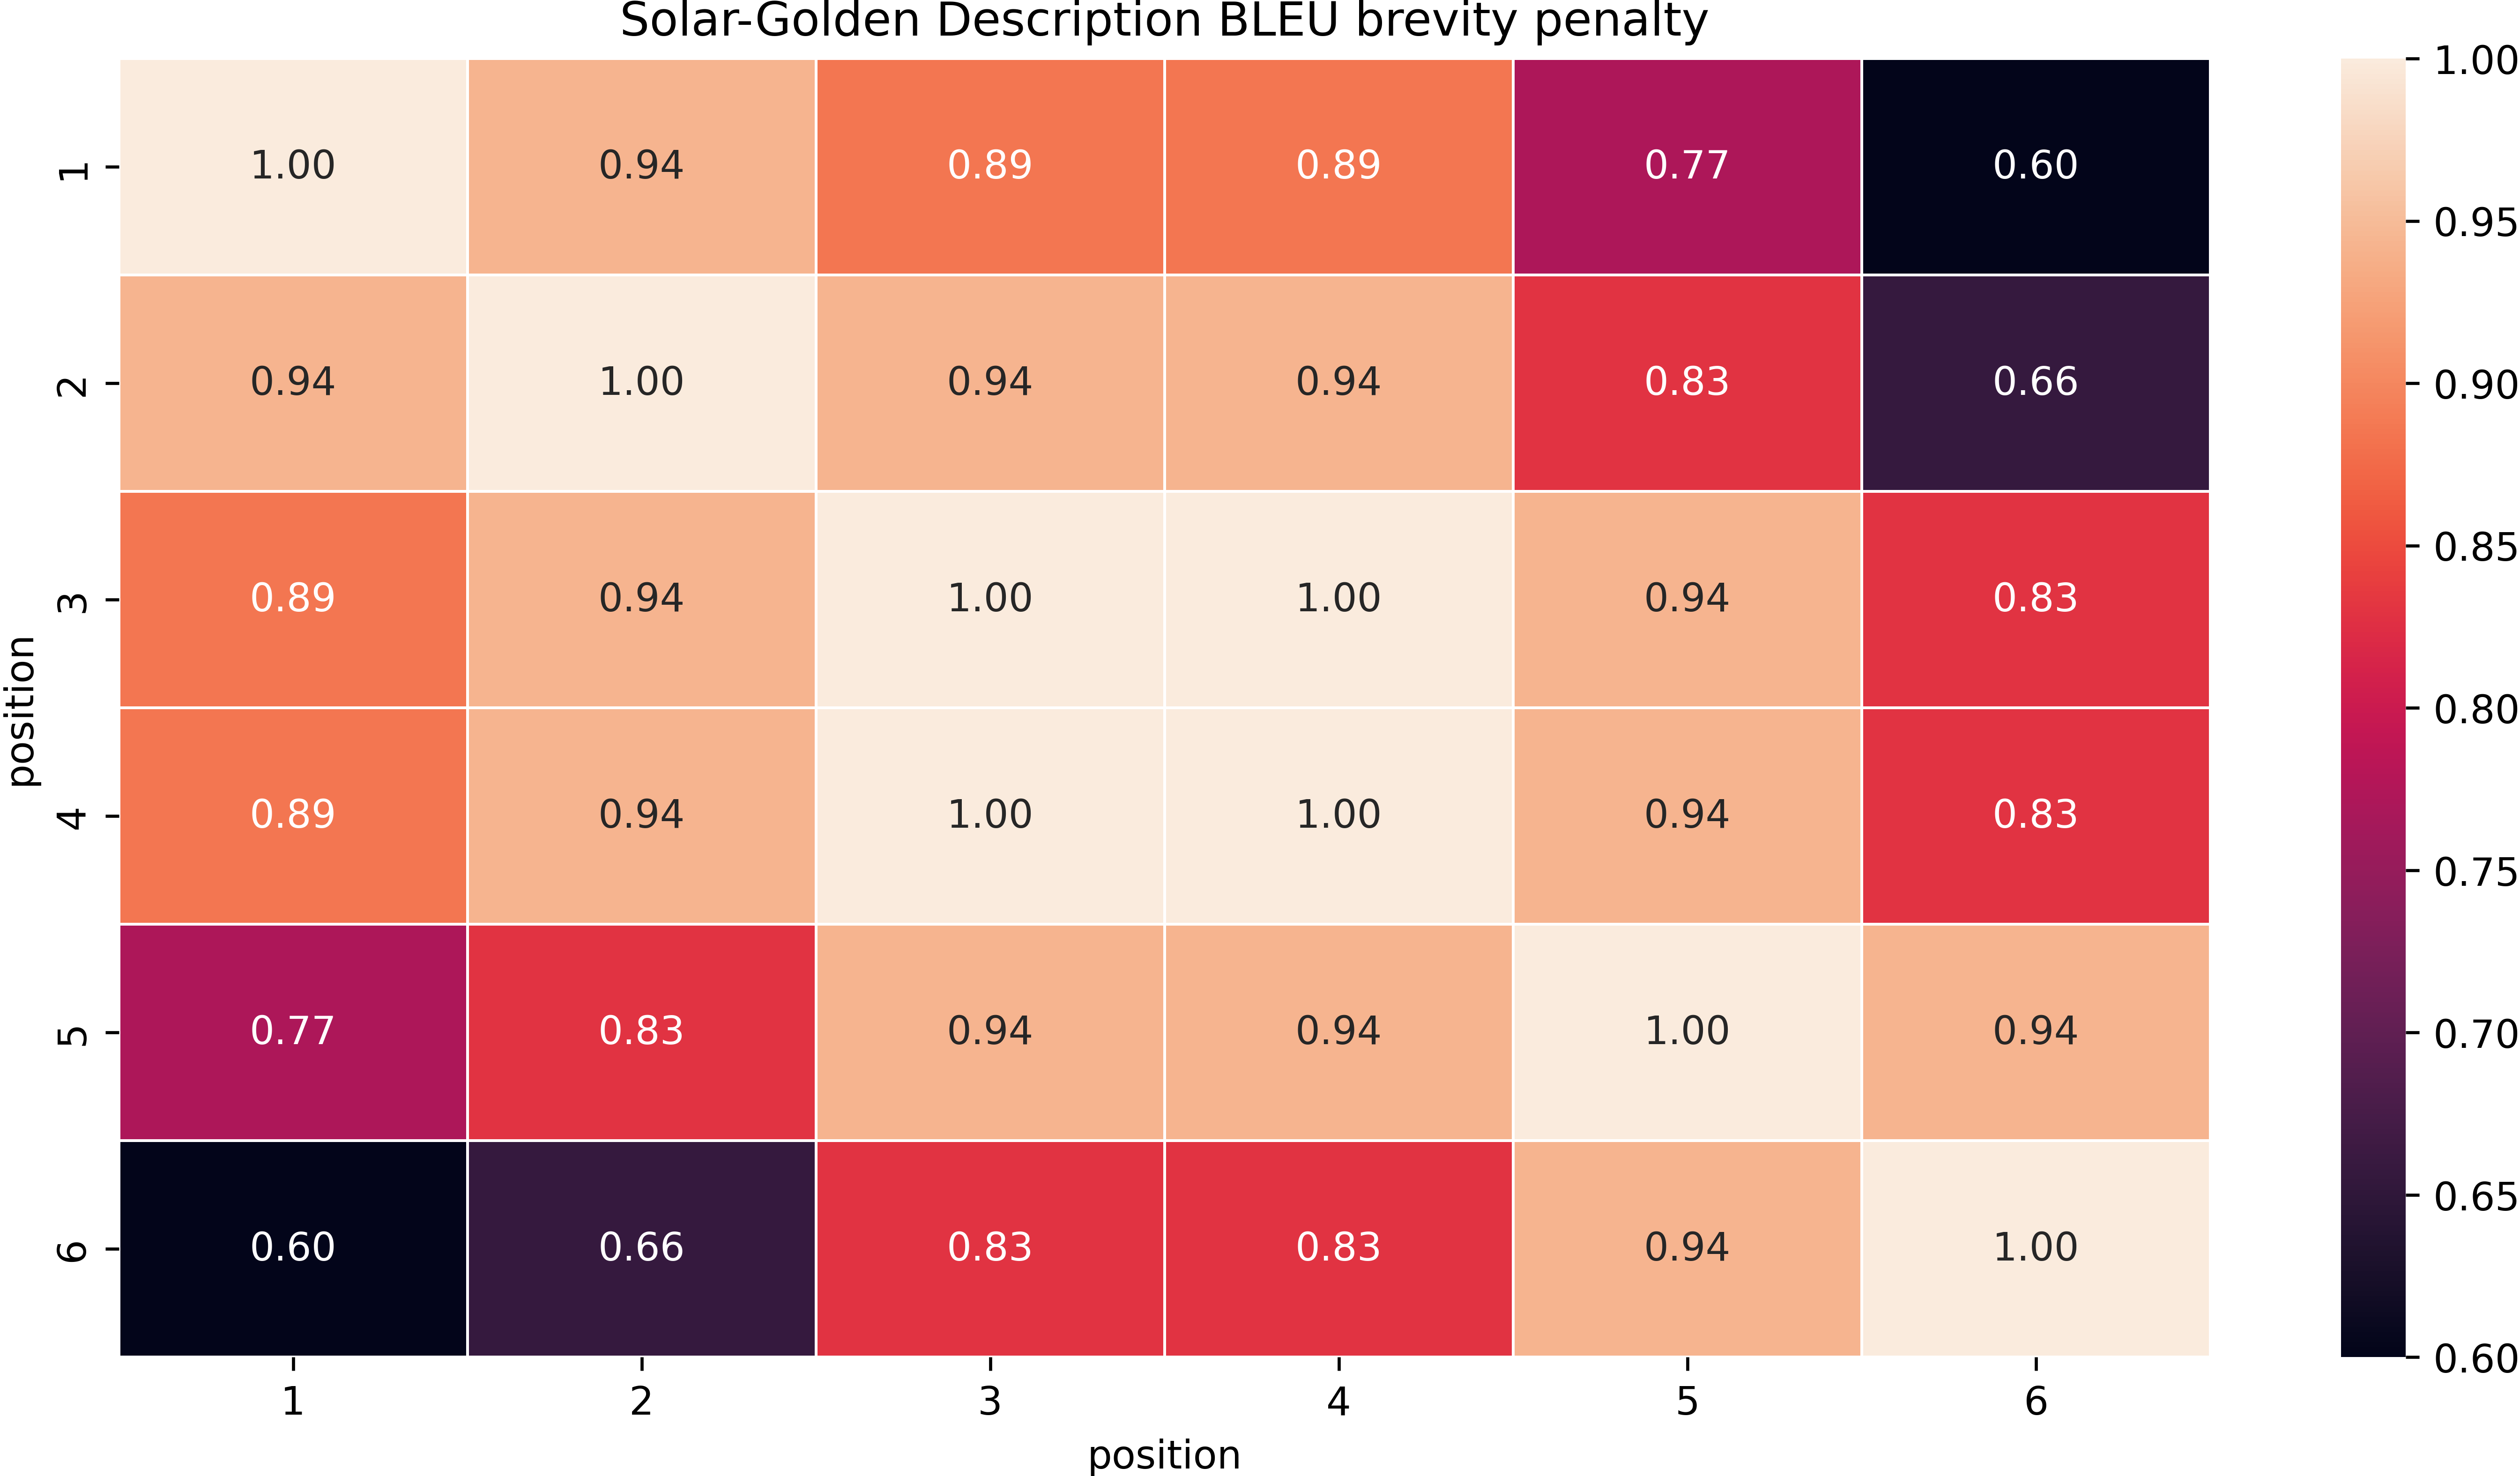 Solar-Golden Description BLEU brevity penalty
1 1.00 0.94 0.89 0.89 0.77 0.60
2 0.94 1.00 0.94 0.94 0.83 0.66
3 0.89 0.94 1.00 1.00 0.94 0.83
4 0.89 0.94 1.00 1.00 0.94 0.83
5 0.77 0.83 0.94 0.94 1.00 0.94
6 0.60 0.66 0.83 0.83 0.94 1.00
1 2 3 4 5 6
position
position
1.00
0.95
0.90
0.85
0.80
0.75
0.70
0.65
0.60